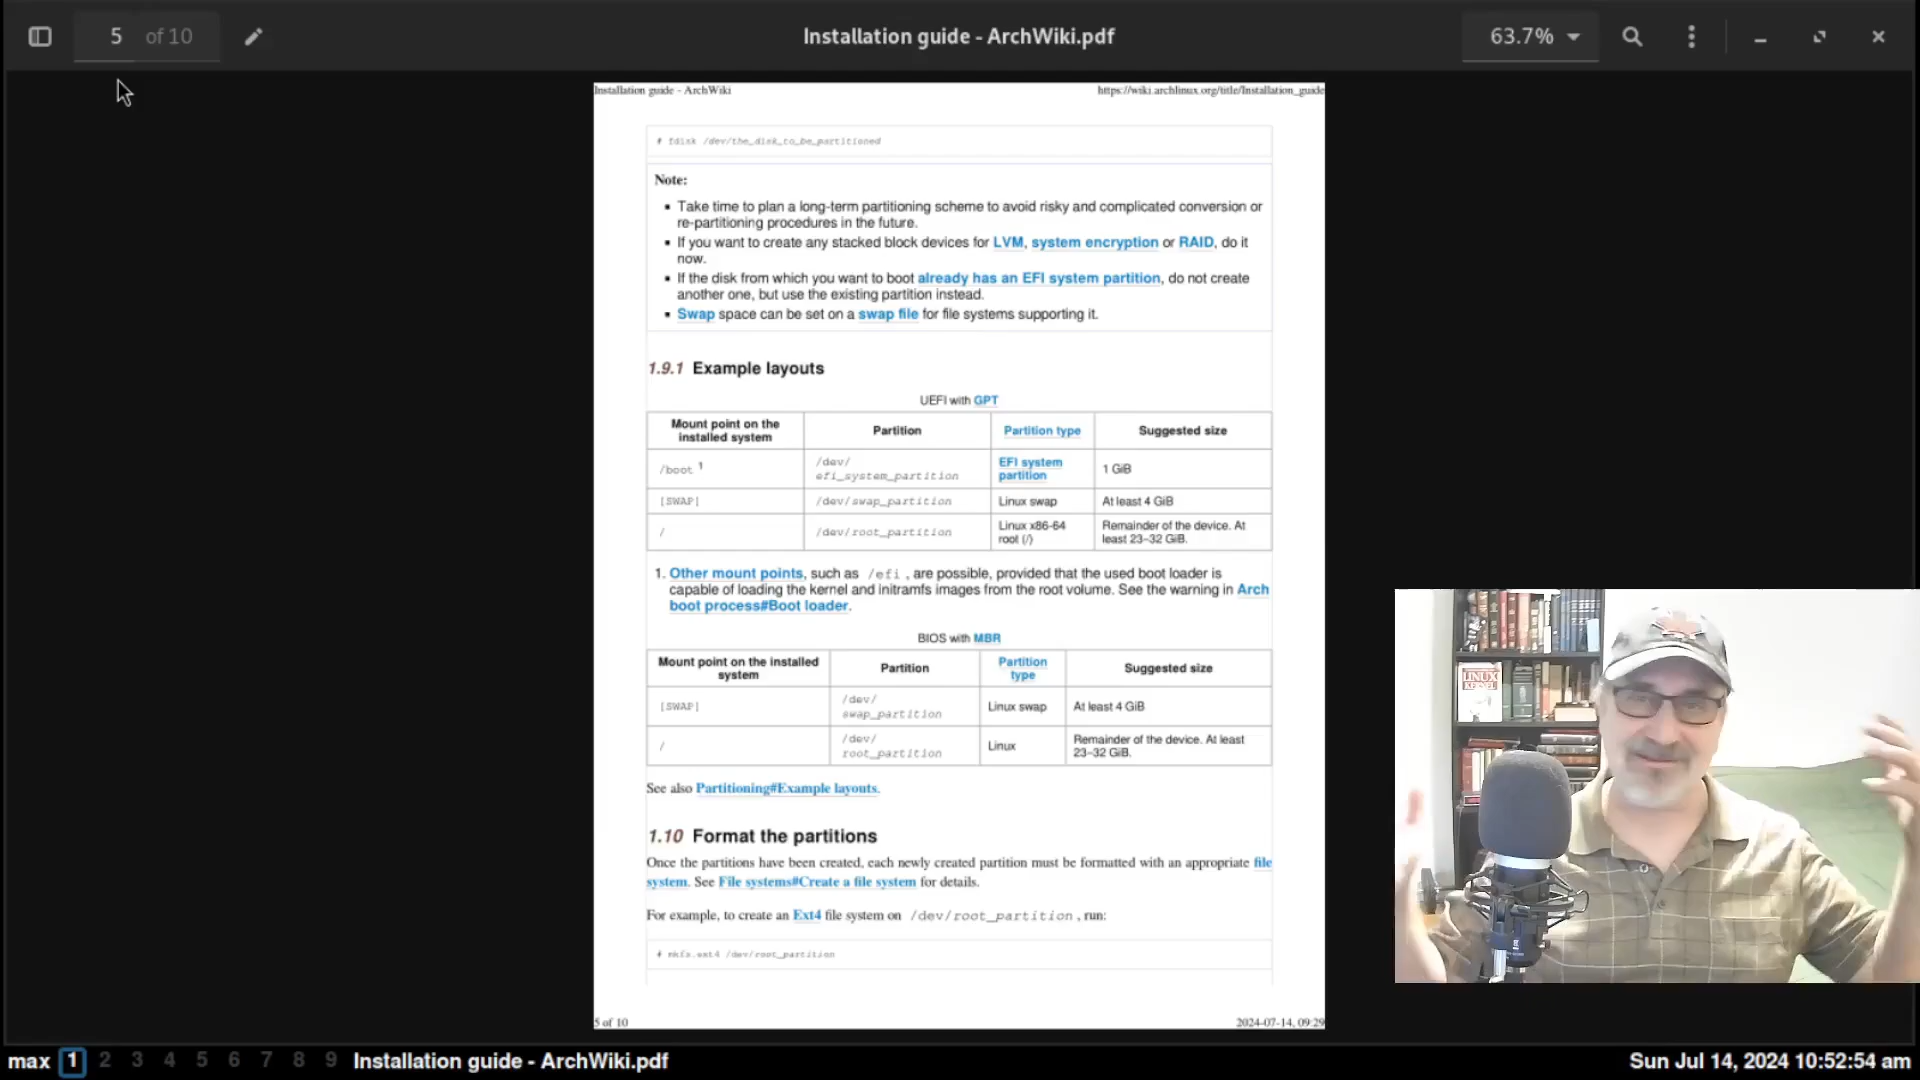 5 of 10
Installation guide - ArchWiki.pdf
63.7%
Installation guide - ArchWiki
https://wiki.archlinux.org/title/Installation_guide
# fdisk /dev/the_disk_to_be_partitioned
Note:
▪ Take time to plan a long-term partitioning scheme to avoid risky and complicated conversion or
re-partitioning procedures in the future.
▪ If you want to create any stacked block devices for LVM, system encryption or RAID, do it
now.
▪ If the disk from which you want to boot already has an EFI system partition, do not create
another one, but use the existing partition instead.
▪ Swap space can be set on a swap file for file systems supporting it.
1.9.1 Example layouts
UEFI with GPT
Mount point on the
installed system
Partition
Partition type
Suggested size
/boot 1
/dev/
efi_system_partition
EFI system
partition
1 GiB
[SWAP]
/dev/swap_partition
Linux swap
At least 4 GiB
/
/dev/root_partition
Linux x86-64
root (/)
Remainder of the device. At
least 23–32 GiB.
1. Other mount points, such as /efi , are possible, provided that the used boot loader is
capable of loading the kernel and initramfs images from the root volume. See the warning in Arch
boot process#Boot loader.
BIOS with MBR
Mount point on the installed
system
Partition
Partition
type
Suggested size
[SWAP]
/dev/
swap_partition
Linux swap
At least 4 GiB
/
/dev/
root_partition
Linux
Remainder of the device. At least
23–32 GiB.
See also Partitioning#Example layouts.
1.10 Format the partitions
Once the partitions have been created, each newly created partition must be formatted with an appropriate file
system. See File systems#Create a file system for details.
For example, to create an Ext4 file system on /dev/root_partition , run:
# mkfs.ext4 /dev/root_partition
5 of 10
2024-07-14, 09:29
LINUX
KERNEL
max 1 2 3 4 5 6 7 8 9 Installation guide - ArchWiki.pdf
Sun Jul 14, 2024 10:52:54 am